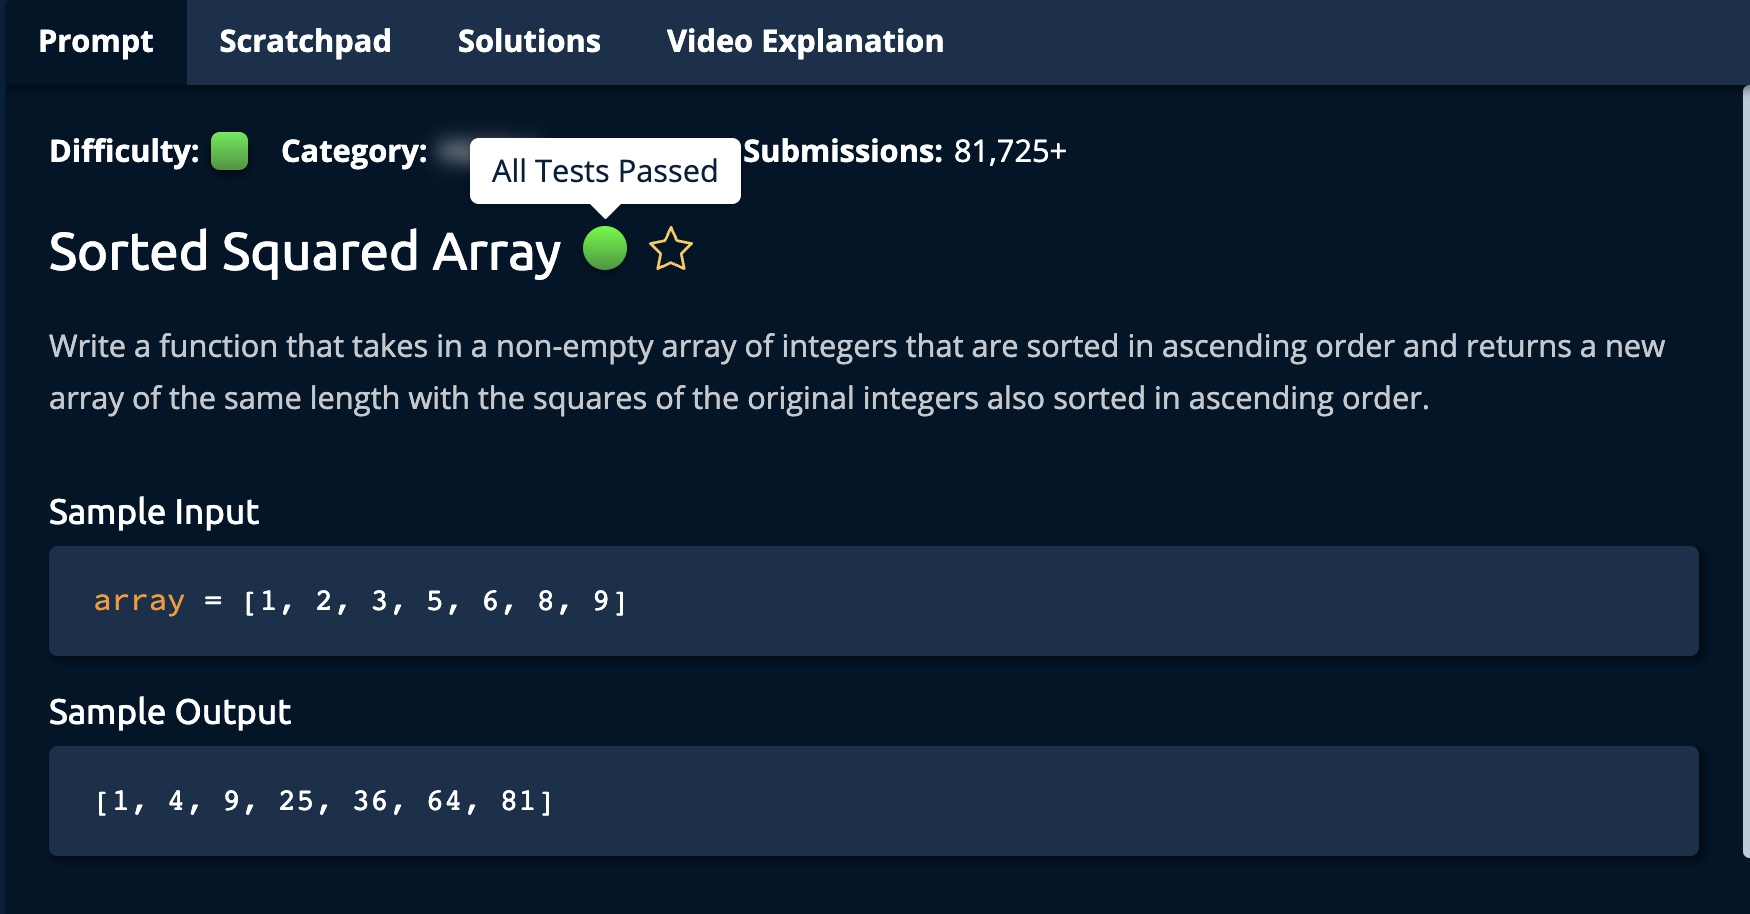 Prompt Scratchpad Solutions Video Explanation
Difficulty: Category: Submissions: 81,725+
All Tests Passed
Sorted Squared Array
Write a function that takes in a non-empty array of integers that are sorted in ascending order and returns a new
array of the same length with the squares of the original integers also sorted in ascending order.
Sample Input
array = [1, 2, 3, 5, 6, 8, 9]
Sample Output
[1, 4, 9, 25, 36, 64, 81]